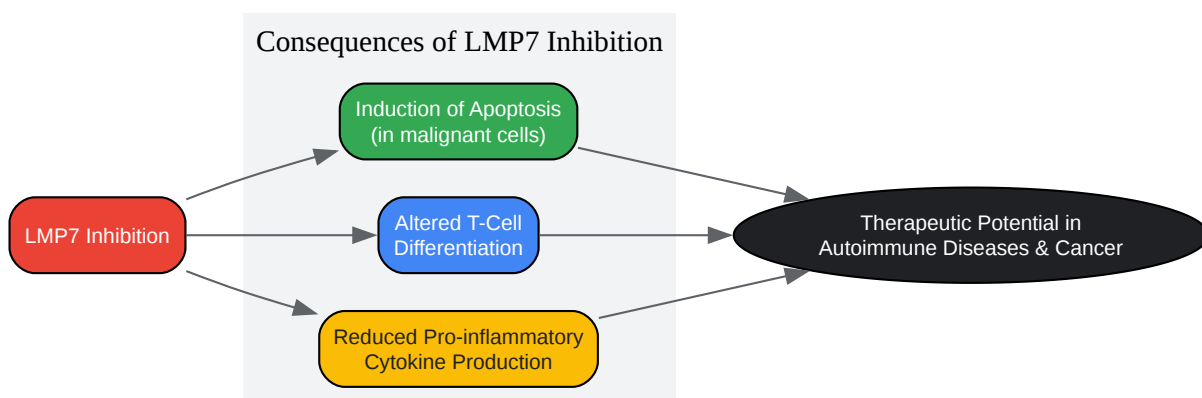 Consequences of LMP7 Inhibition
Induction of Apoptosis
(in malignant cells)
LMP7 Inhibition
Altered T-Cell
Differentiation
Therapeutic Potential in
Autoimmune Diseases & Cancer
Reduced Pro-inflammatory
Cytokine Production